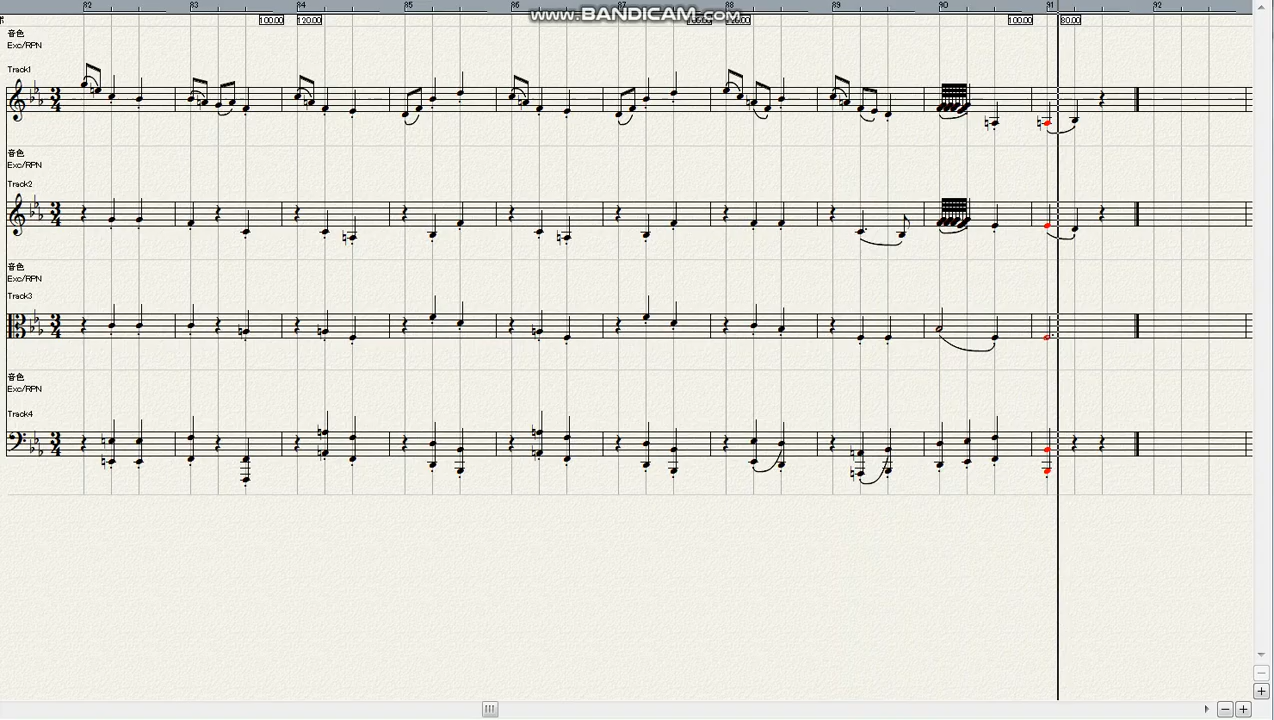 82 83 84 85 86 87 88 89 90 91 92
www.BANDICAM.com
100.00 120.00 100.00 80.00
音色
Exc/RPN
Track1
音色
Exc/RPN
Track2
音色
Exc/RPN
Track3
音色
Exc/RPN
Track4